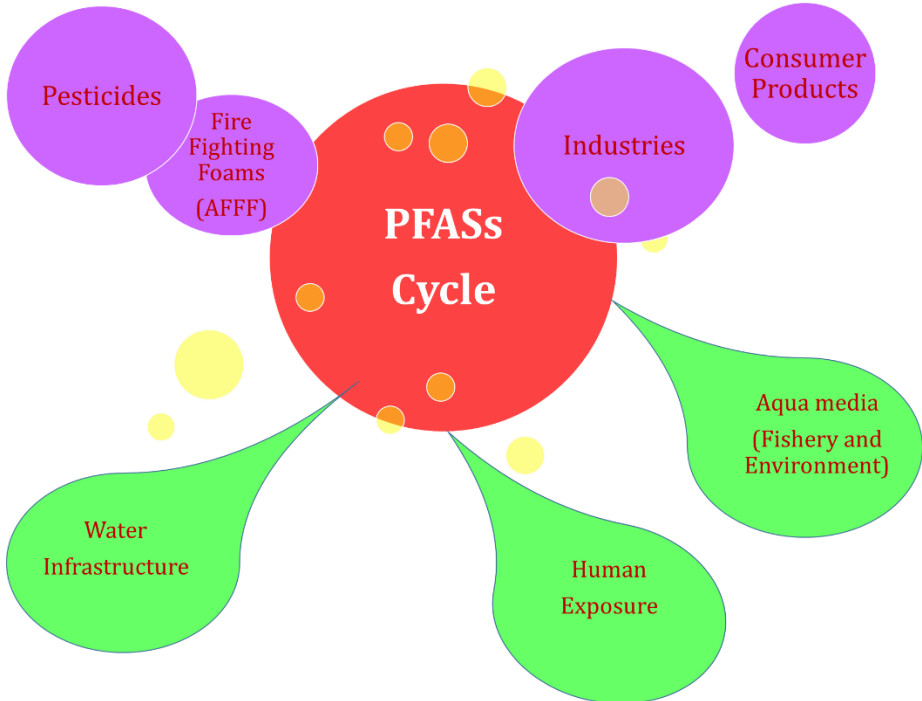 Pesticides
Fire
Fighting
Foams
(AFFF)
Industries
Consumer
Products
PFASs
Cycle
Aqua media
(Fishery and
Environment)
Water
Infrastructure
Human
Exposure